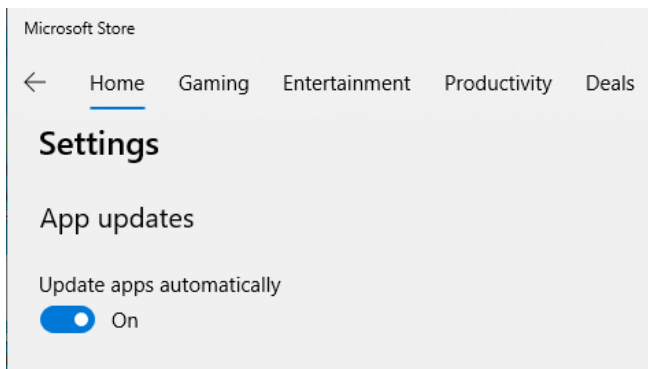 Microsoft Store
Home Gaming Entertainment Productivity Deals
Settings
App updates
Update apps automatically
On